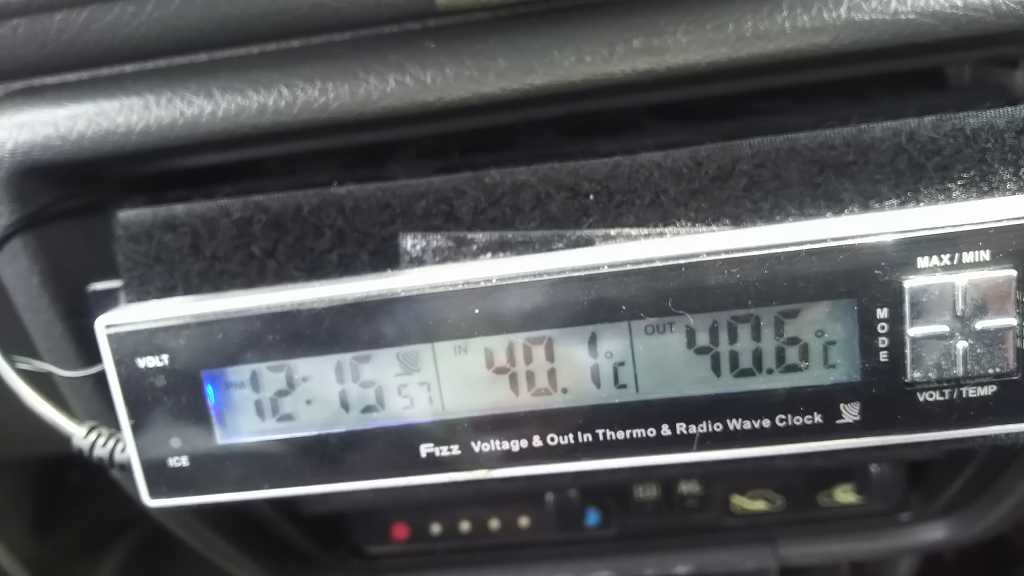 MAX / MIN
VOLT
PM 12:15 57
IN 40.1°C
OUT 40.6°C
MODE
VOLT / TEMP
ICE
Fizz Voltage & Out In Thermo & Radio Wave Clock